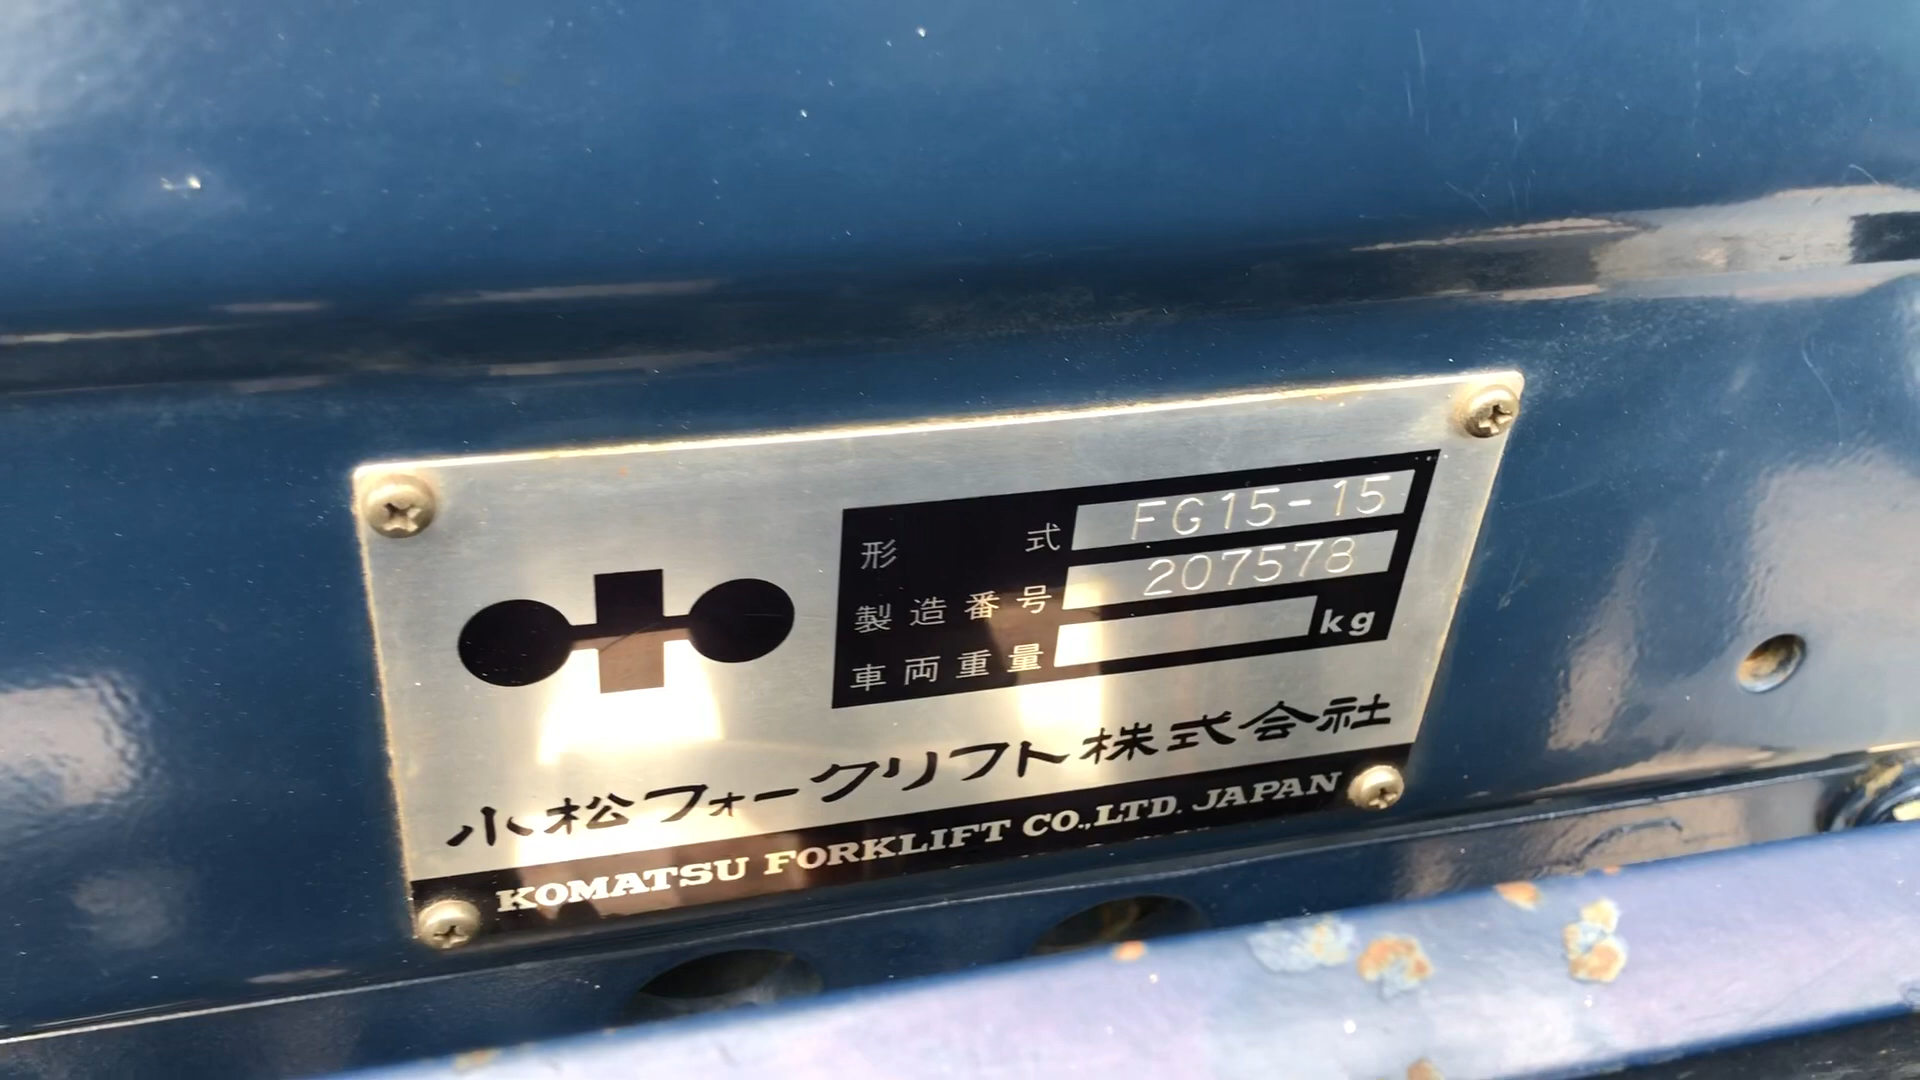 形式 FG15-15
製造番号 207578
車両重量 kg
小松フォークリフト株式会社
KOMATSU FORKLIFT CO.,LTD. JAPAN